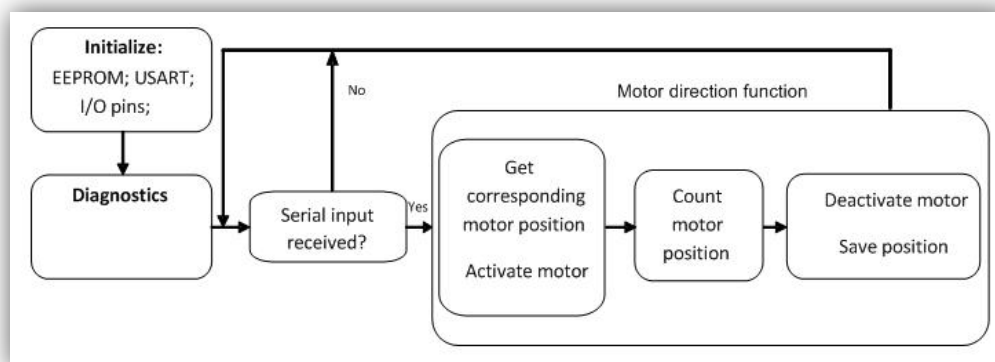 Initialize:
EEPROM; USART;
I/O pins;
Diagnostics
No
Serial input
received?
Yes
Motor direction function
Get
corresponding
motor position
Activate motor
Count
motor
position
Deactivate motor
Save position